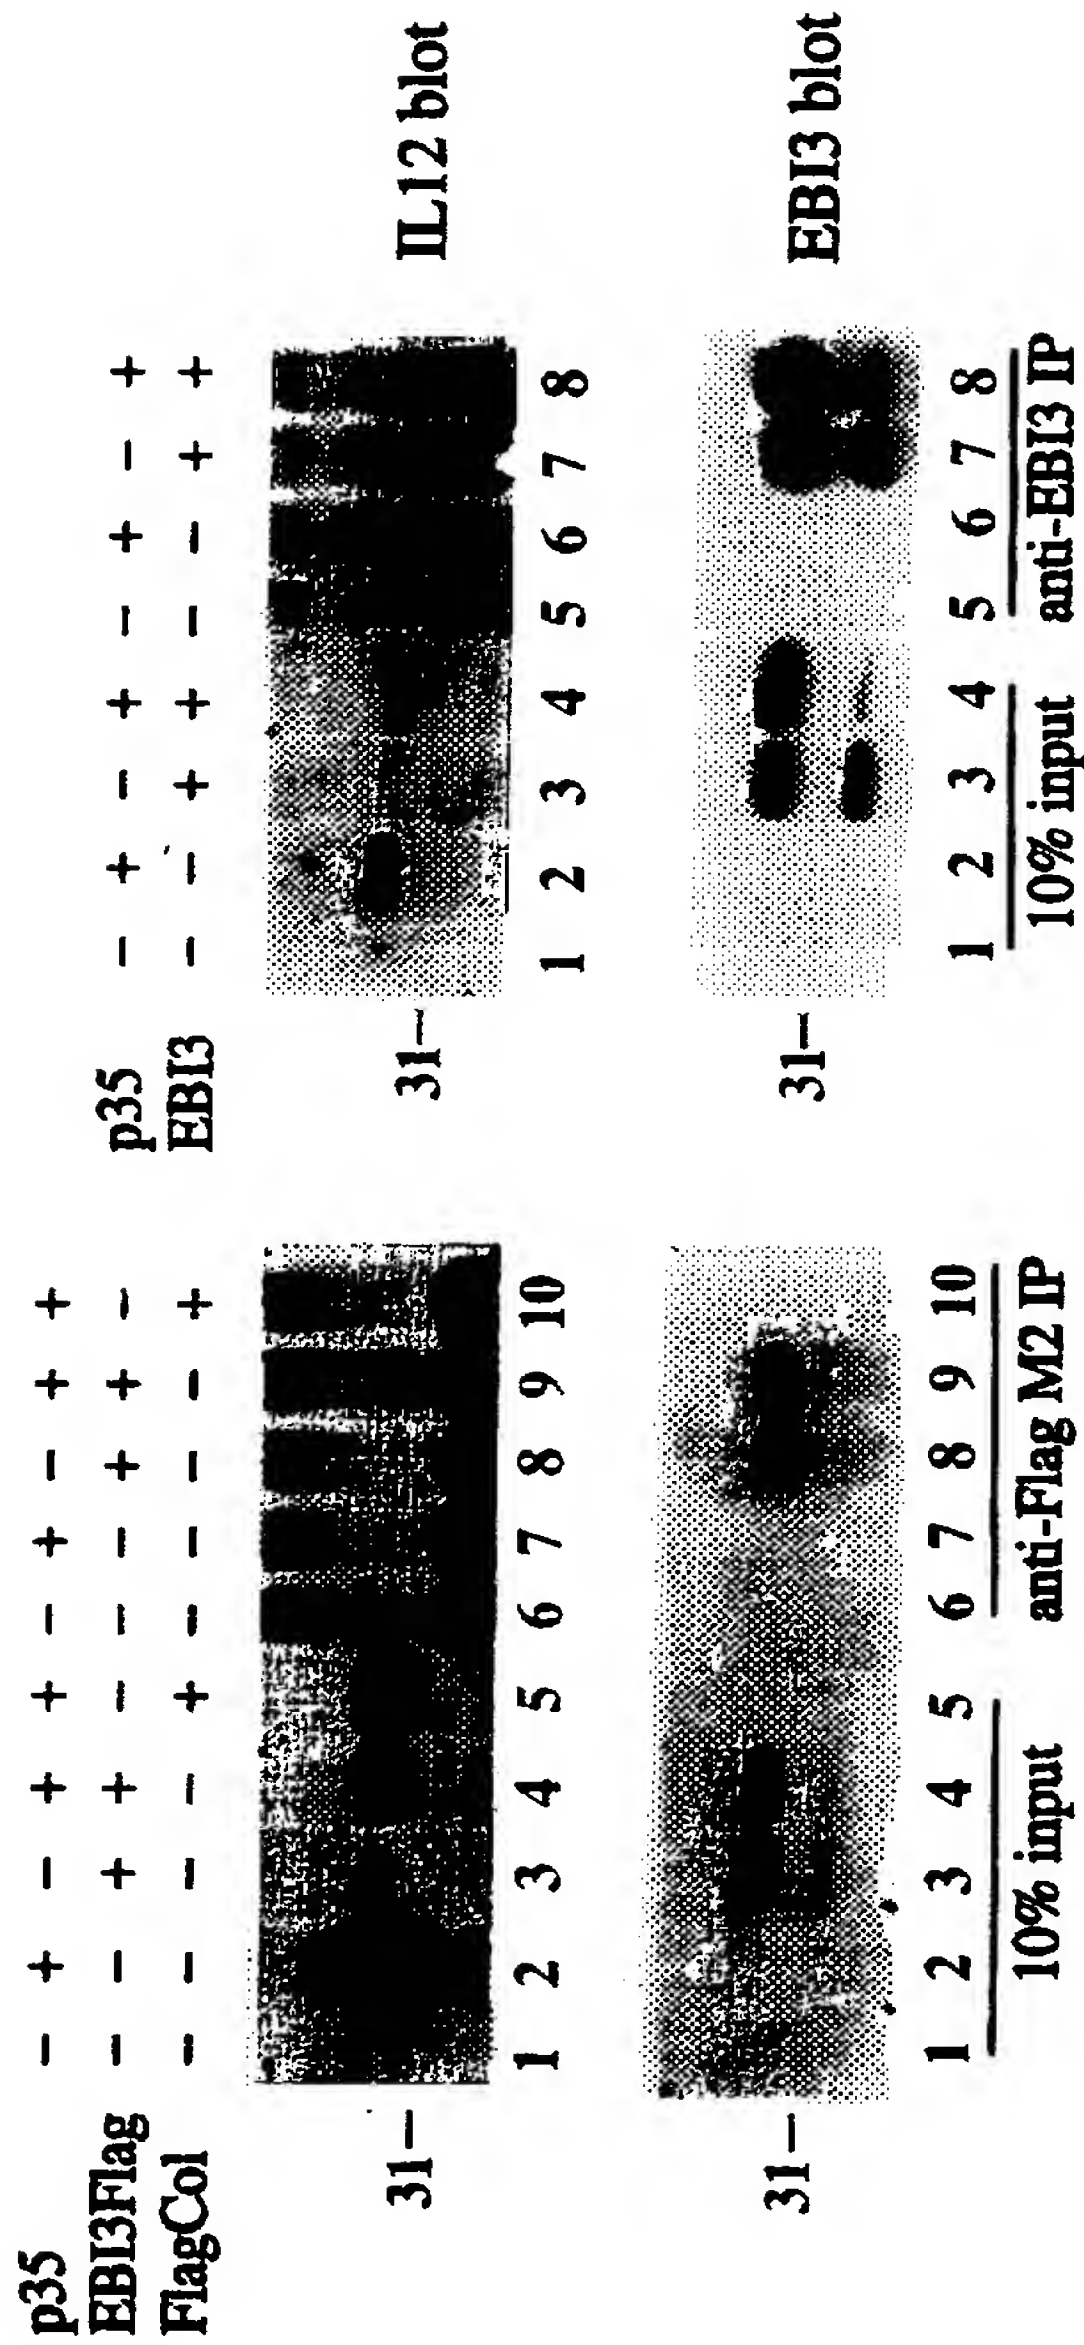 p35 − + − + + − + − + +
EBI3Flag − − + + − − − + + −
FlagCol − − − − + − − − − +
31−
1 2 3 4 5 6 7 8 9 10
31−
1 2 3 4 5 6 7 8 9 10
10% input anti-Flag M2 IP
p35 − + − + − + − +
EBI3 − − + + − − + +
31− IL12 blot
1 2 3 4 5 6 7 8
31− EBI3 blot
1 2 3 4 5 6 7 8
10% input anti-EBI3 IP